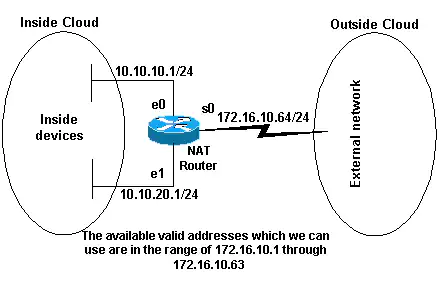 Inside Cloud
Outside Cloud
10.10.10.1/24
e0
s0
172.16.10.64/24
Inside
devices
NAT
Router
External network
e1
10.10.20.1/24
The available valid addresses which we can
use are in the range of 172.16.10.1 through
172.16.10.63